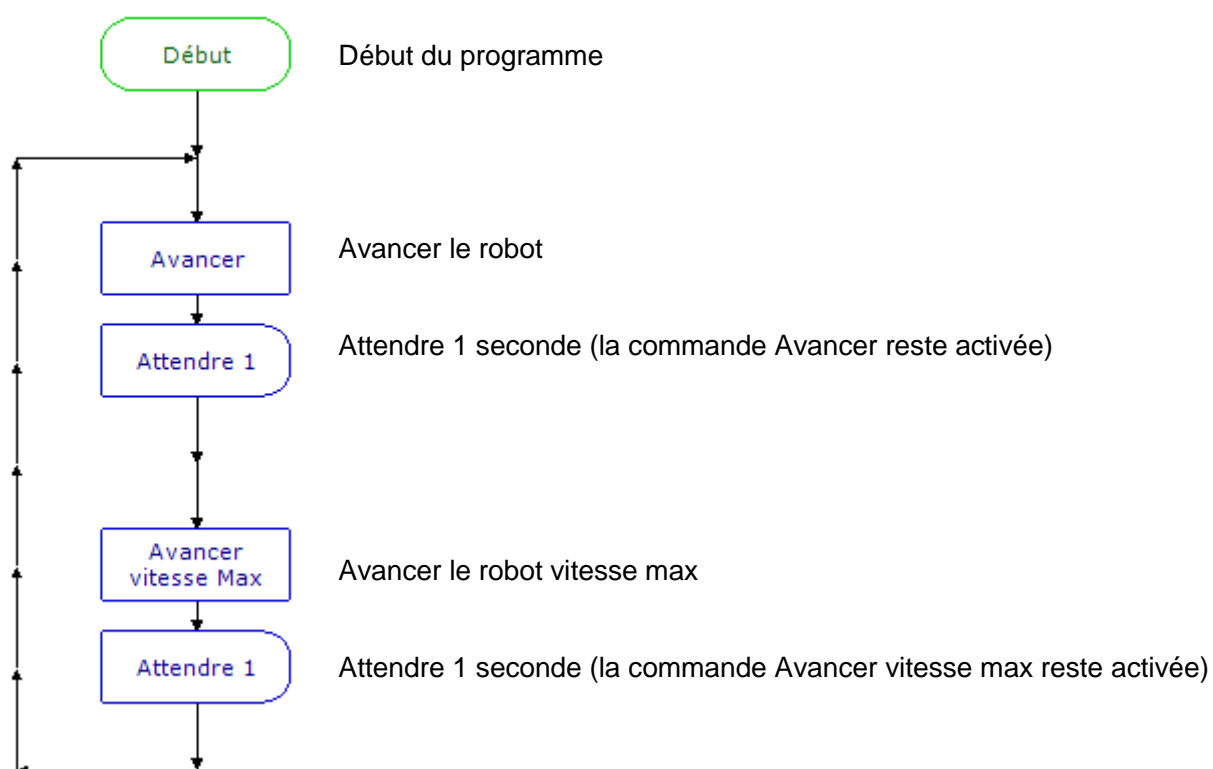 Début
Début du programme
Avancer
Avancer le robot
Attendre 1
Attendre 1 seconde (la commande Avancer reste activée)
Avancer
vitesse Max
Avancer le robot vitesse max
Attendre 1
Attendre 1 seconde (la commande Avancer vitesse max reste activée)